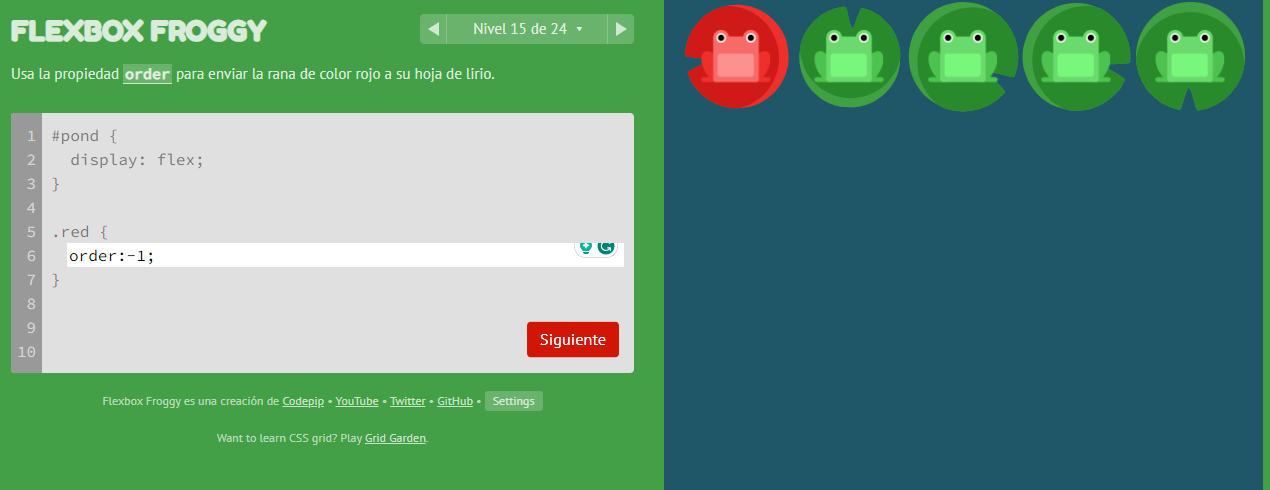 FLEXBOX FROGGY
Nivel 15 de 24
Usa la propiedad order para enviar la rana de color rojo a su hoja de lirio.
1 #pond {
2 display: flex;
3 }
4
5 .red {
6 order:-1;
7 }
8
9
10
Siguiente
Flexbox Froggy es una creación de Codepip • YouTube • Twitter • GitHub • Settings
Want to learn CSS grid? Play Grid Garden.